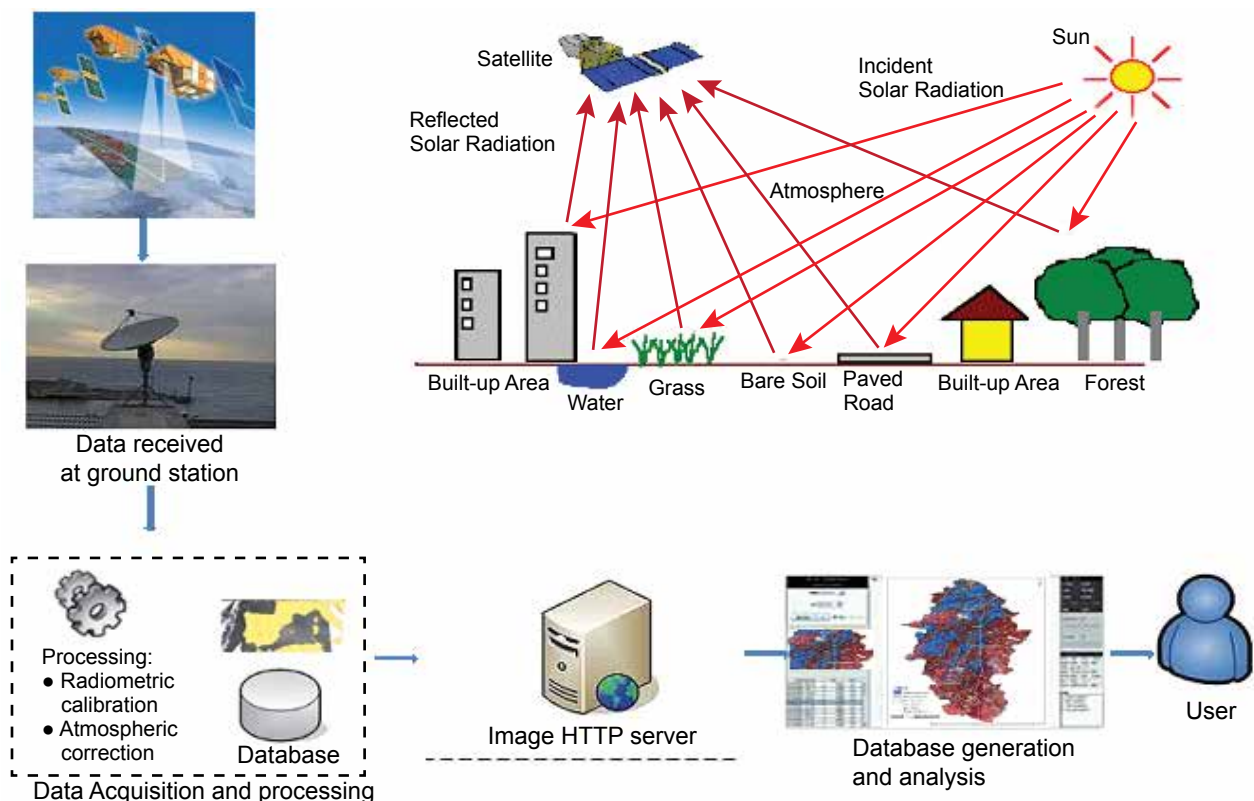 Satellite
Sun
Incident
Solar Radiation
Reflected
Solar Radiation
Atmosphere
Built-up Area
Water
Grass
Bare Soil
Paved
Road
Built-up Area
Forest
Data received
at ground station
Processing:
● Radiometric
calibration
● Atmospheric
correction
Database
Data Acquisition and processing
Image HTTP server
Database generation
and analysis
User